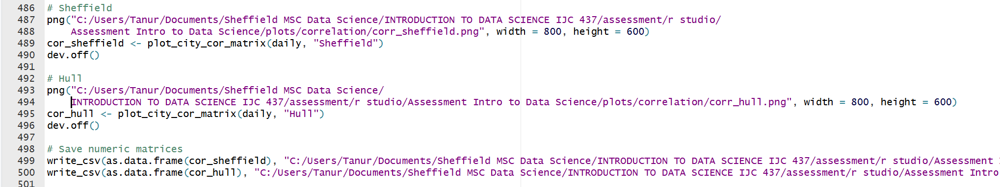 486 # Sheffield
487 png("C:/Users/Tanur/Documents/Sheffield MSC Data Science/INTRODUCTION TO DATA SCIENCE IJC 437/assessment/r studio/
488     Assessment Intro to Data Science/plots/correlation/corr_sheffield.png", width = 800, height = 600)
489 cor_sheffield <- plot_city_cor_matrix(daily, "Sheffield")
490 dev.off()
491
492 # Hull
493 png("C:/Users/Tanur/Documents/Sheffield MSC Data Science/
494     INTRODUCTION TO DATA SCIENCE IJC 437/assessment/r studio/Assessment Intro to Data Science/plots/correlation/corr_hull.png", width = 800, height = 600)
495 cor_hull <- plot_city_cor_matrix(daily, "Hull")
496 dev.off()
497
498 # Save numeric matrices
499 write_csv(as.data.frame(cor_sheffield), "C:/Users/Tanur/Documents/Sheffield MSC Data Science/INTRODUCTION TO DATA SCIENCE IJC 437/assessment/r studio/Assessment
500 write_csv(as.data.frame(cor_hull), "C:/Users/Tanur/Documents/Sheffield MSC Data Science/INTRODUCTION TO DATA SCIENCE IJC 437/assessment/r studio/Assessment Intro
501